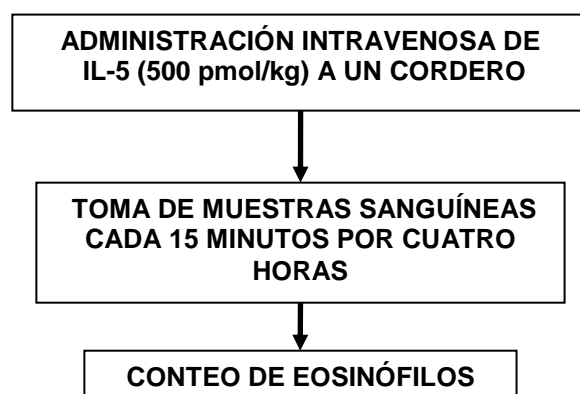 ADMINISTRACIÓN INTRAVENOSA DE
IL-5 (500 pmol/kg) A UN CORDERO
TOMA DE MUESTRAS SANGUÍNEAS
CADA 15 MINUTOS POR CUATRO
HORAS
CONTEO DE EOSINÓFILOS